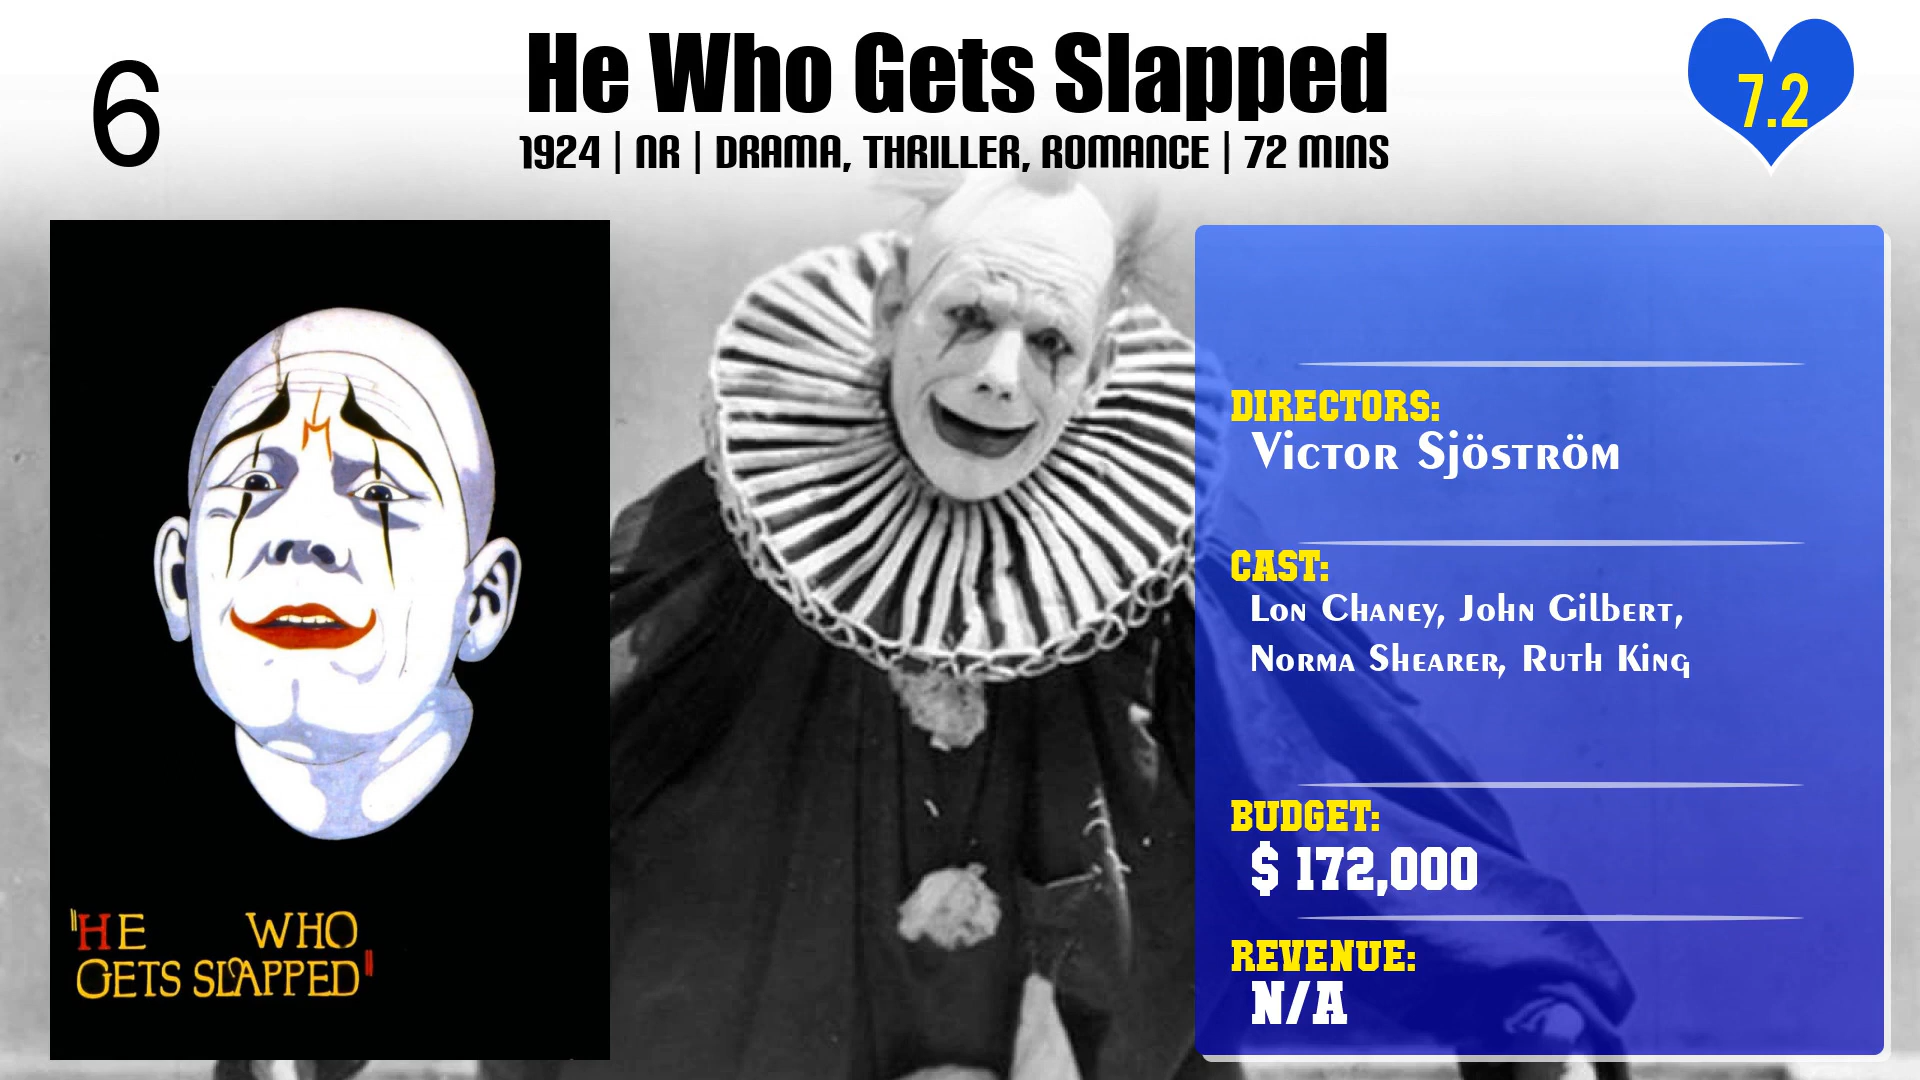 6
He Who Gets Slapped
7.2
1924 | NR | DRAMA, THRILLER, ROMANCE | 72 MINS
"HE WHO
GETS SLAPPED"
DIRECTORS:
Victor Sjöström
CAST:
Lon Chaney, John Gilbert,
Norma Shearer, Ruth King
BUDGET:
$ 172,000
REVENUE:
N/A